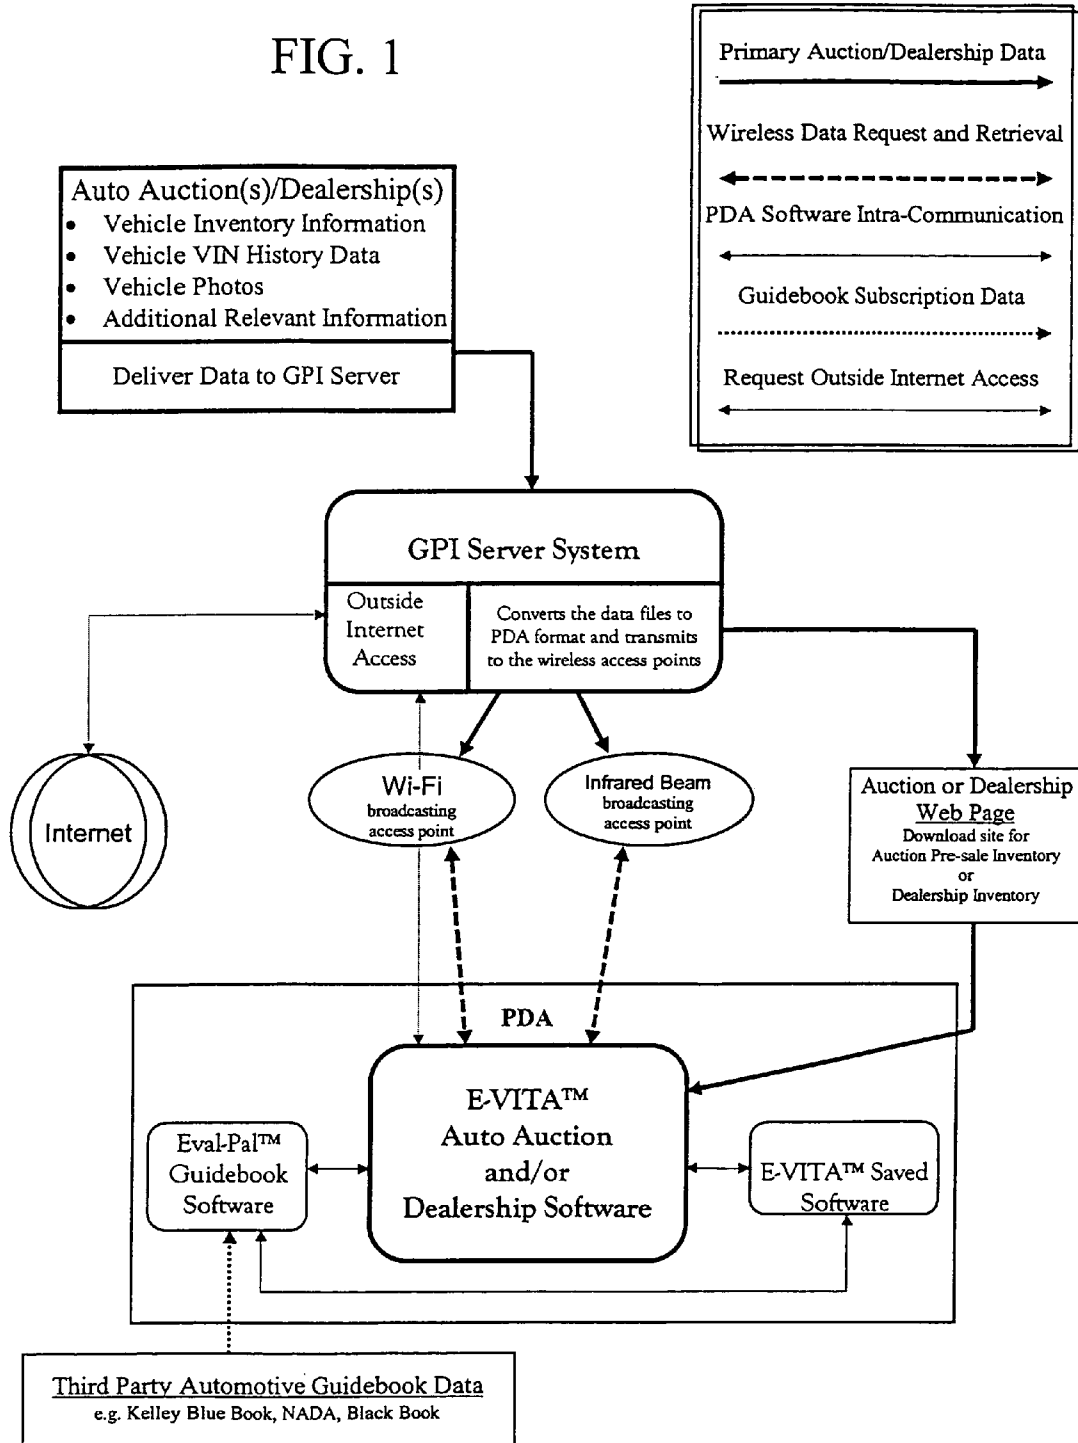 FIG. 1
Primary Auction/Dealership Data
Wireless Data Request and Retrieval
PDA Software Intra-Communication
Guidebook Subscription Data
Request Outside Internet Access
Auto Auction(s)/Dealership(s)
• Vehicle Inventory Information
• Vehicle VIN History Data
• Vehicle Photos
• Additional Relevant Information
Deliver Data to GPI Server
GPI Server System
Outside
Internet
Access
Converts the data files to
PDA format and transmits
to the wireless access points
Internet
Wi-Fi
broadcasting
access point
Infrared Beam
broadcasting
access point
Auction or Dealership
Web Page
Download site for
Auction Pre-sale Inventory
or
Dealership Inventory
PDA
E-VITA™
Auto Auction
and/or
Dealership Software
Eval-Pal™
Guidebook
Software
E-VITA™ Saved
Software
Third Party Automotive Guidebook Data
e.g. Kelley Blue Book, NADA, Black Book